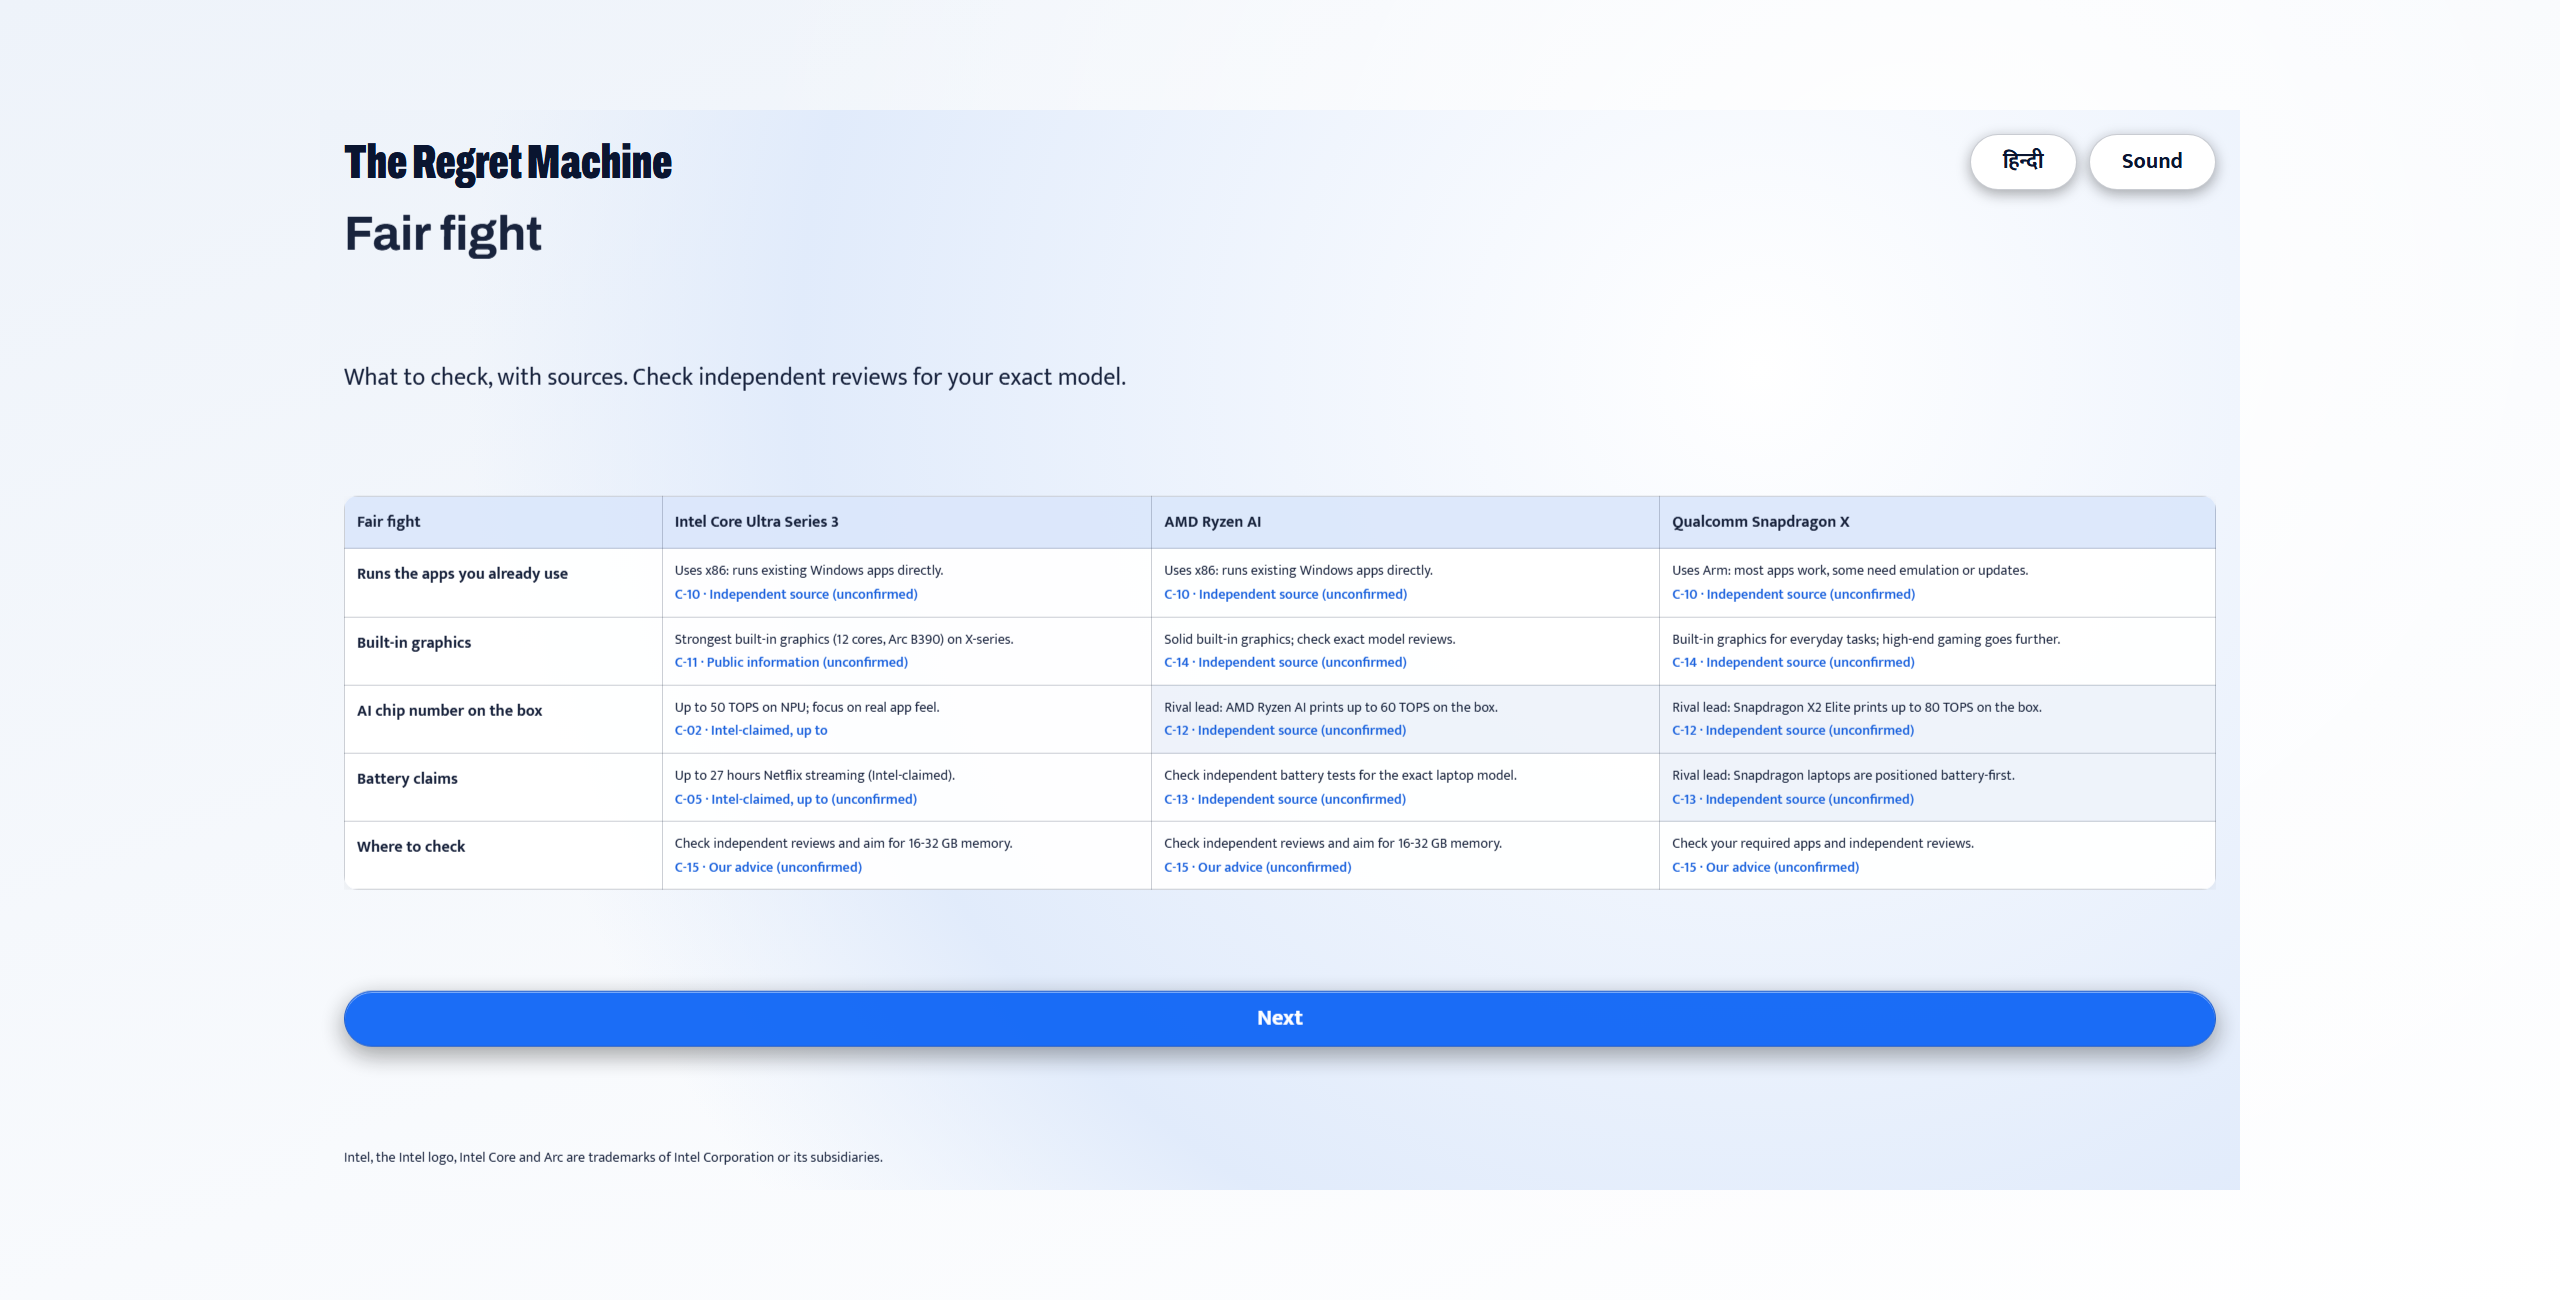 The Regret Machine
हिन्दी
Sound
Fair fight
What to check, with sources. Check independent reviews for your exact model.
Fair fight
Intel Core Ultra Series 3
AMD Ryzen AI
Qualcomm Snapdragon X
Runs the apps you already use
Uses x86: runs existing Windows apps directly.
C-10 · Independent source (unconfirmed)
Uses x86: runs existing Windows apps directly.
C-10 · Independent source (unconfirmed)
Uses Arm: most apps work, some need emulation or updates.
C-10 · Independent source (unconfirmed)
Built-in graphics
Strongest built-in graphics (12 cores, Arc B390) on X-series.
C-11 · Public information (unconfirmed)
Solid built-in graphics; check exact model reviews.
C-14 · Independent source (unconfirmed)
Built-in graphics for everyday tasks; high-end gaming goes further.
C-14 · Independent source (unconfirmed)
AI chip number on the box
Up to 50 TOPS on NPU; focus on real app feel.
C-02 · Intel-claimed, up to
Rival lead: AMD Ryzen AI prints up to 60 TOPS on the box.
C-12 · Independent source (unconfirmed)
Rival lead: Snapdragon X2 Elite prints up to 80 TOPS on the box.
C-12 · Independent source (unconfirmed)
Battery claims
Up to 27 hours Netflix streaming (Intel-claimed).
C-05 · Intel-claimed, up to (unconfirmed)
Check independent battery tests for the exact laptop model.
C-13 · Independent source (unconfirmed)
Rival lead: Snapdragon laptops are positioned battery-first.
C-13 · Independent source (unconfirmed)
Where to check
Check independent reviews and aim for 16-32 GB memory.
C-15 · Our advice (unconfirmed)
Check independent reviews and aim for 16-32 GB memory.
C-15 · Our advice (unconfirmed)
Check your required apps and independent reviews.
C-15 · Our advice (unconfirmed)
Next
Intel, the Intel logo, Intel Core and Arc are trademarks of Intel Corporation or its subsidiaries.